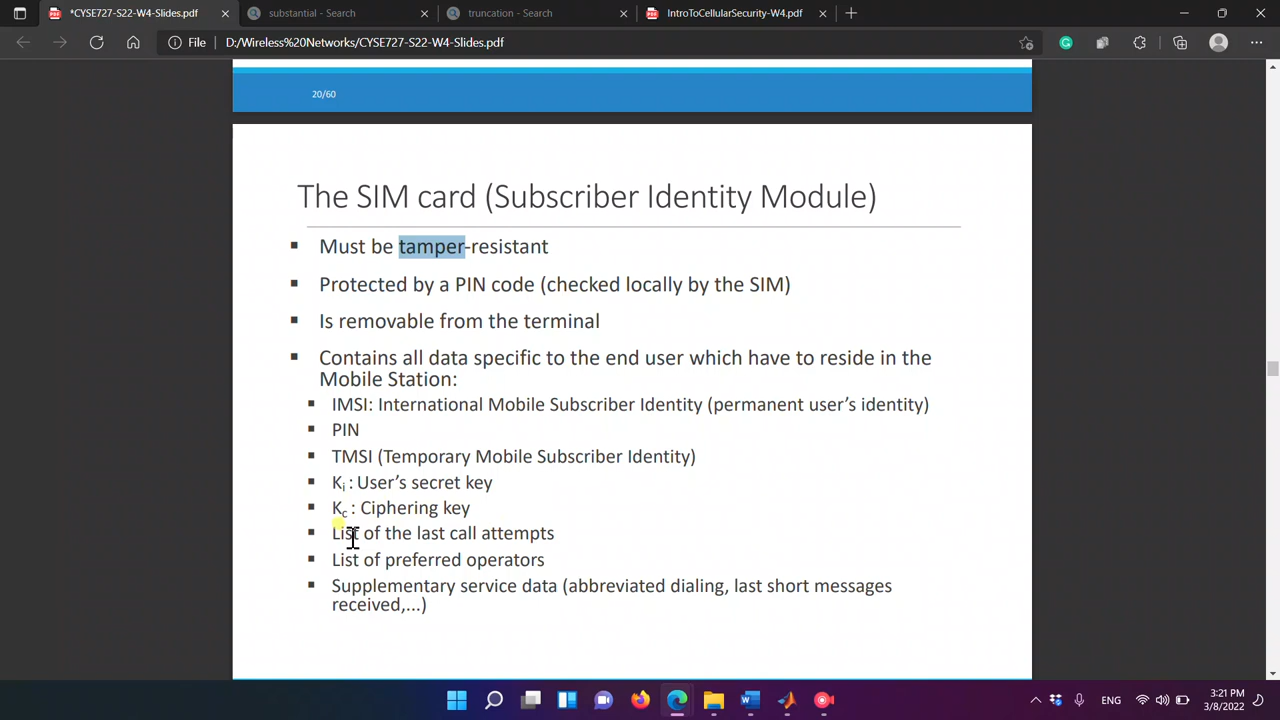 *CYSE727-S22-W4-Slides.pdf
substantial - Search
truncation - Search
IntroToCellularSecurity-W4.pdf
File
D:/Wireless%20Networks/CYSE727-S22-W4-Slides.pdf
20/60
The SIM card (Subscriber Identity Module)
Must be tamper-resistant
Protected by a PIN code (checked locally by the SIM)
Is removable from the terminal
Contains all data specific to the end user which have to reside in the
Mobile Station:
IMSI: International Mobile Subscriber Identity (permanent user’s identity)
PIN
TMSI (Temporary Mobile Subscriber Identity)
Ki : User’s secret key
Kc : Ciphering key
List of the last call attempts
List of preferred operators
Supplementary service data (abbreviated dialing, last short messages
received,...)
ENG
3:21 PM
3/8/2022